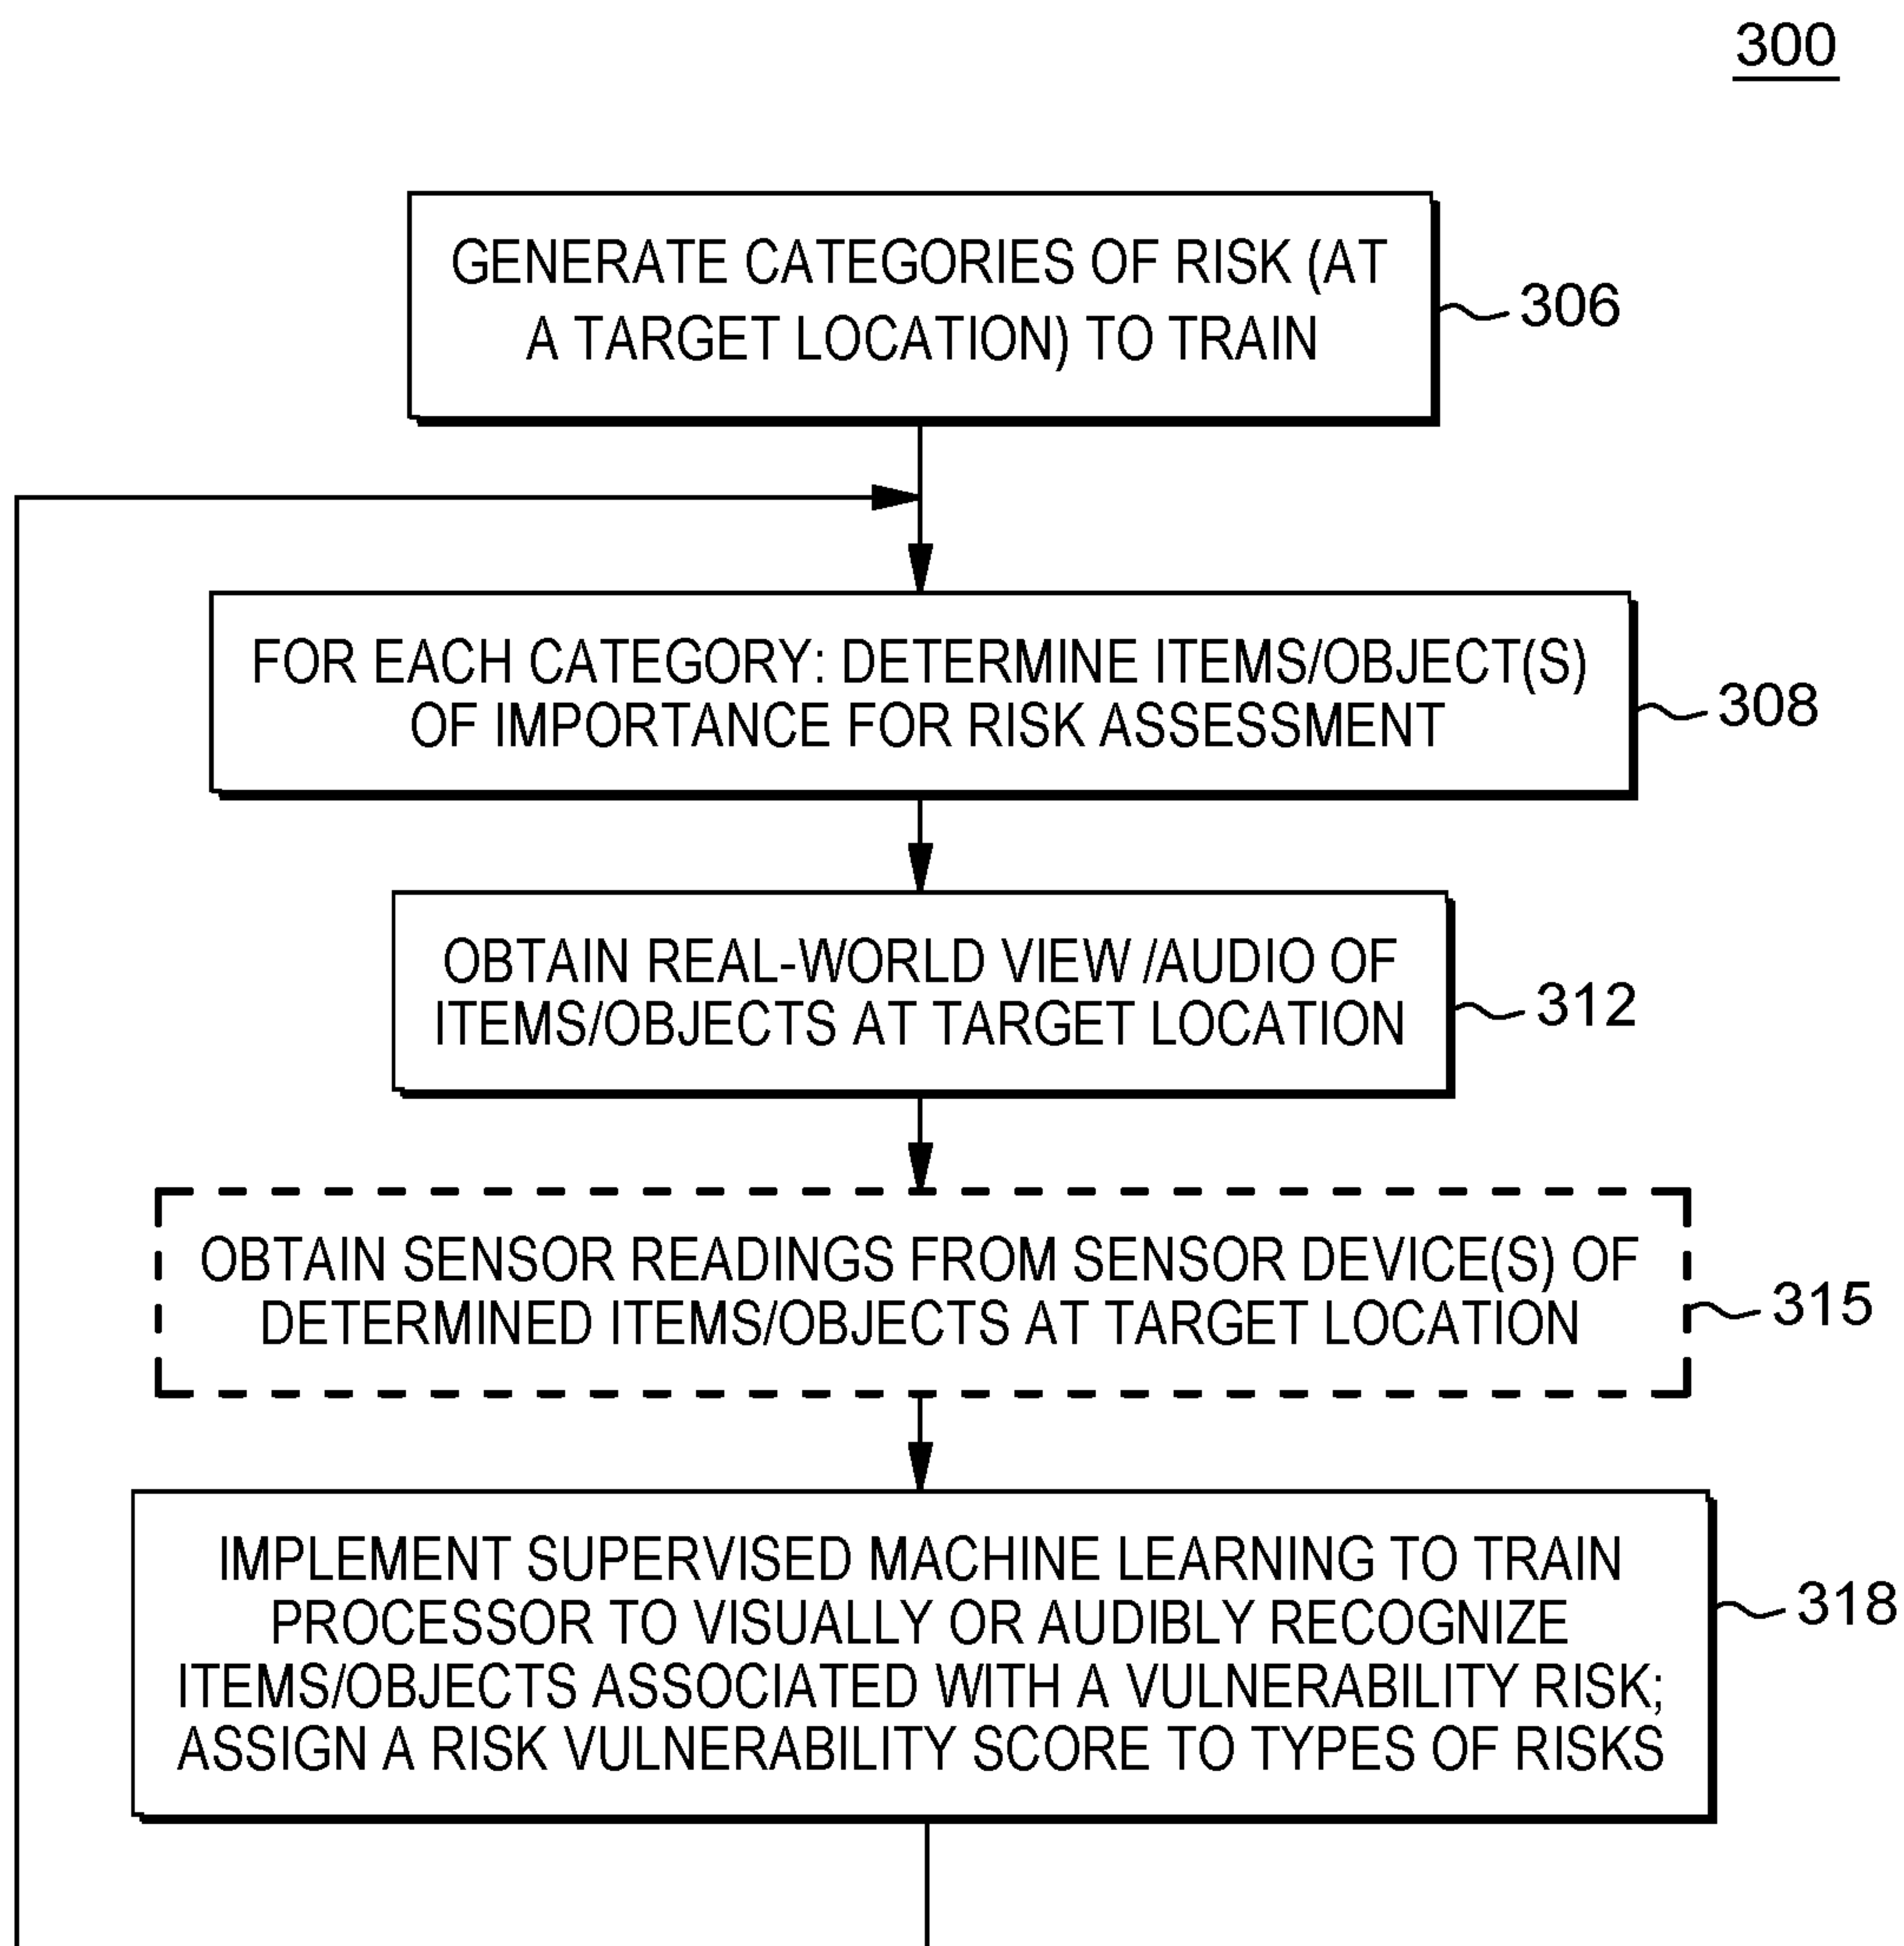 300
GENERATE CATEGORIES OF RISK (AT
A TARGET LOCATION) TO TRAIN
306
FOR EACH CATEGORY: DETERMINE ITEMS/OBJECT(S)
OF IMPORTANCE FOR RISK ASSESSMENT
308
OBTAIN REAL-WORLD VIEW /AUDIO OF
ITEMS/OBJECTS AT TARGET LOCATION
312
OBTAIN SENSOR READINGS FROM SENSOR DEVICE(S) OF
DETERMINED ITEMS/OBJECTS AT TARGET LOCATION
315
IMPLEMENT SUPERVISED MACHINE LEARNING TO TRAIN
PROCESSOR TO VISUALLY OR AUDIBLY RECOGNIZE
ITEMS/OBJECTS ASSOCIATED WITH A VULNERABILITY RISK;
ASSIGN A RISK VULNERABILITY SCORE TO TYPES OF RISKS
318